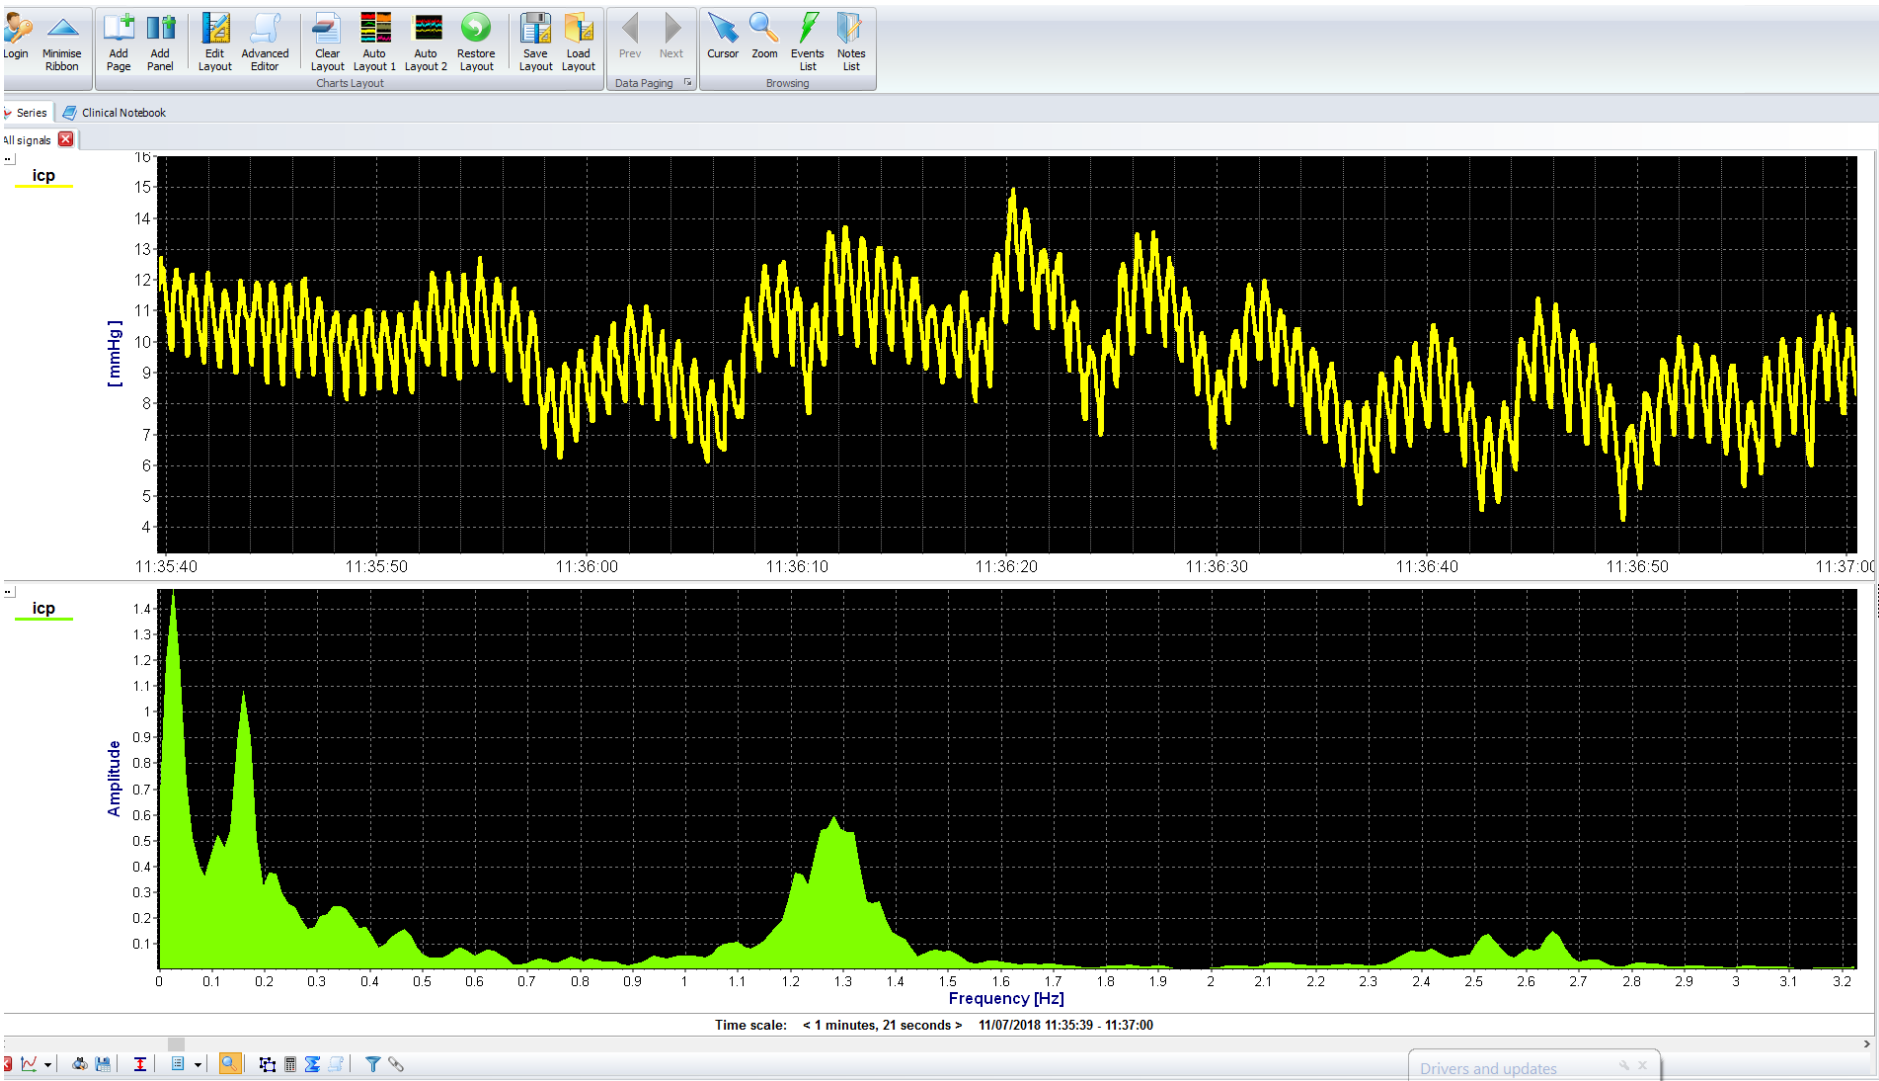 Login
Minimise Ribbon
Add Page
Add Panel
Edit Layout
Advanced Editor
Clear Layout
Auto Layout 1
Auto Layout 2
Restore Layout
Save Layout
Load Layout
Prev
Next
Cursor
Zoom
Events List
Notes List
Charts Layout
Data Paging
Browsing
Series
Clinical Notebook
All signals
icp
[ mmHg ]
16
15
14
13
12
11
10
9
8
7
6
5
4
11:35:40 11:35:50 11:36:00 11:36:10 11:36:20 11:36:30 11:36:40 11:36:50 11:37:00
icp
Amplitude
1.4
1.3
1.2
1.1
1
0.9
0.8
0.7
0.6
0.5
0.4
0.3
0.2
0.1
0 0.1 0.2 0.3 0.4 0.5 0.6 0.7 0.8 0.9 1 1.1 1.2 1.3 1.4 1.5 1.6 1.7 1.8 1.9 2 2.1 2.2 2.3 2.4 2.5 2.6 2.7 2.8 2.9 3 3.1 3.2
Frequency [Hz]
Time scale: < 1 minutes, 21 seconds > 11/07/2018 11:35:39 - 11:37:00
Drivers and updates